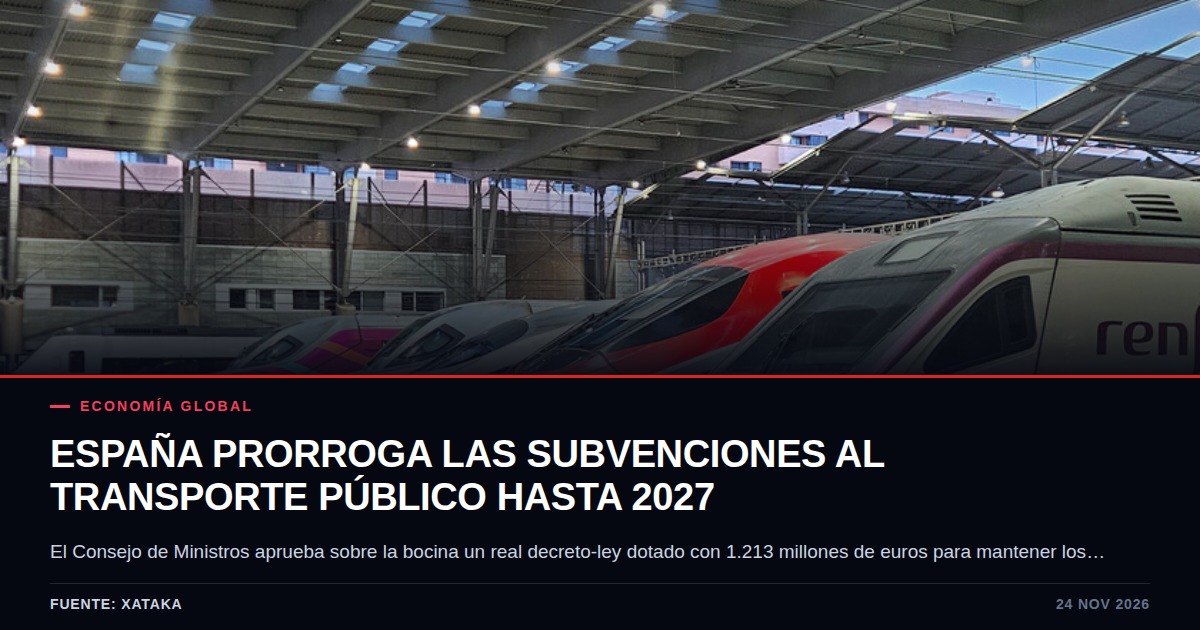 renf
ECONOMÍA GLOBAL
ESPAÑA PRORROGA LAS SUBVENCIONES AL
TRANSPORTE PÚBLICO HASTA 2027
El Consejo de Ministros aprueba sobre la bocina un real decreto-ley dotado con 1.213 millones de euros para mantener los…
FUENTE: XATAKA
24 NOV 2026